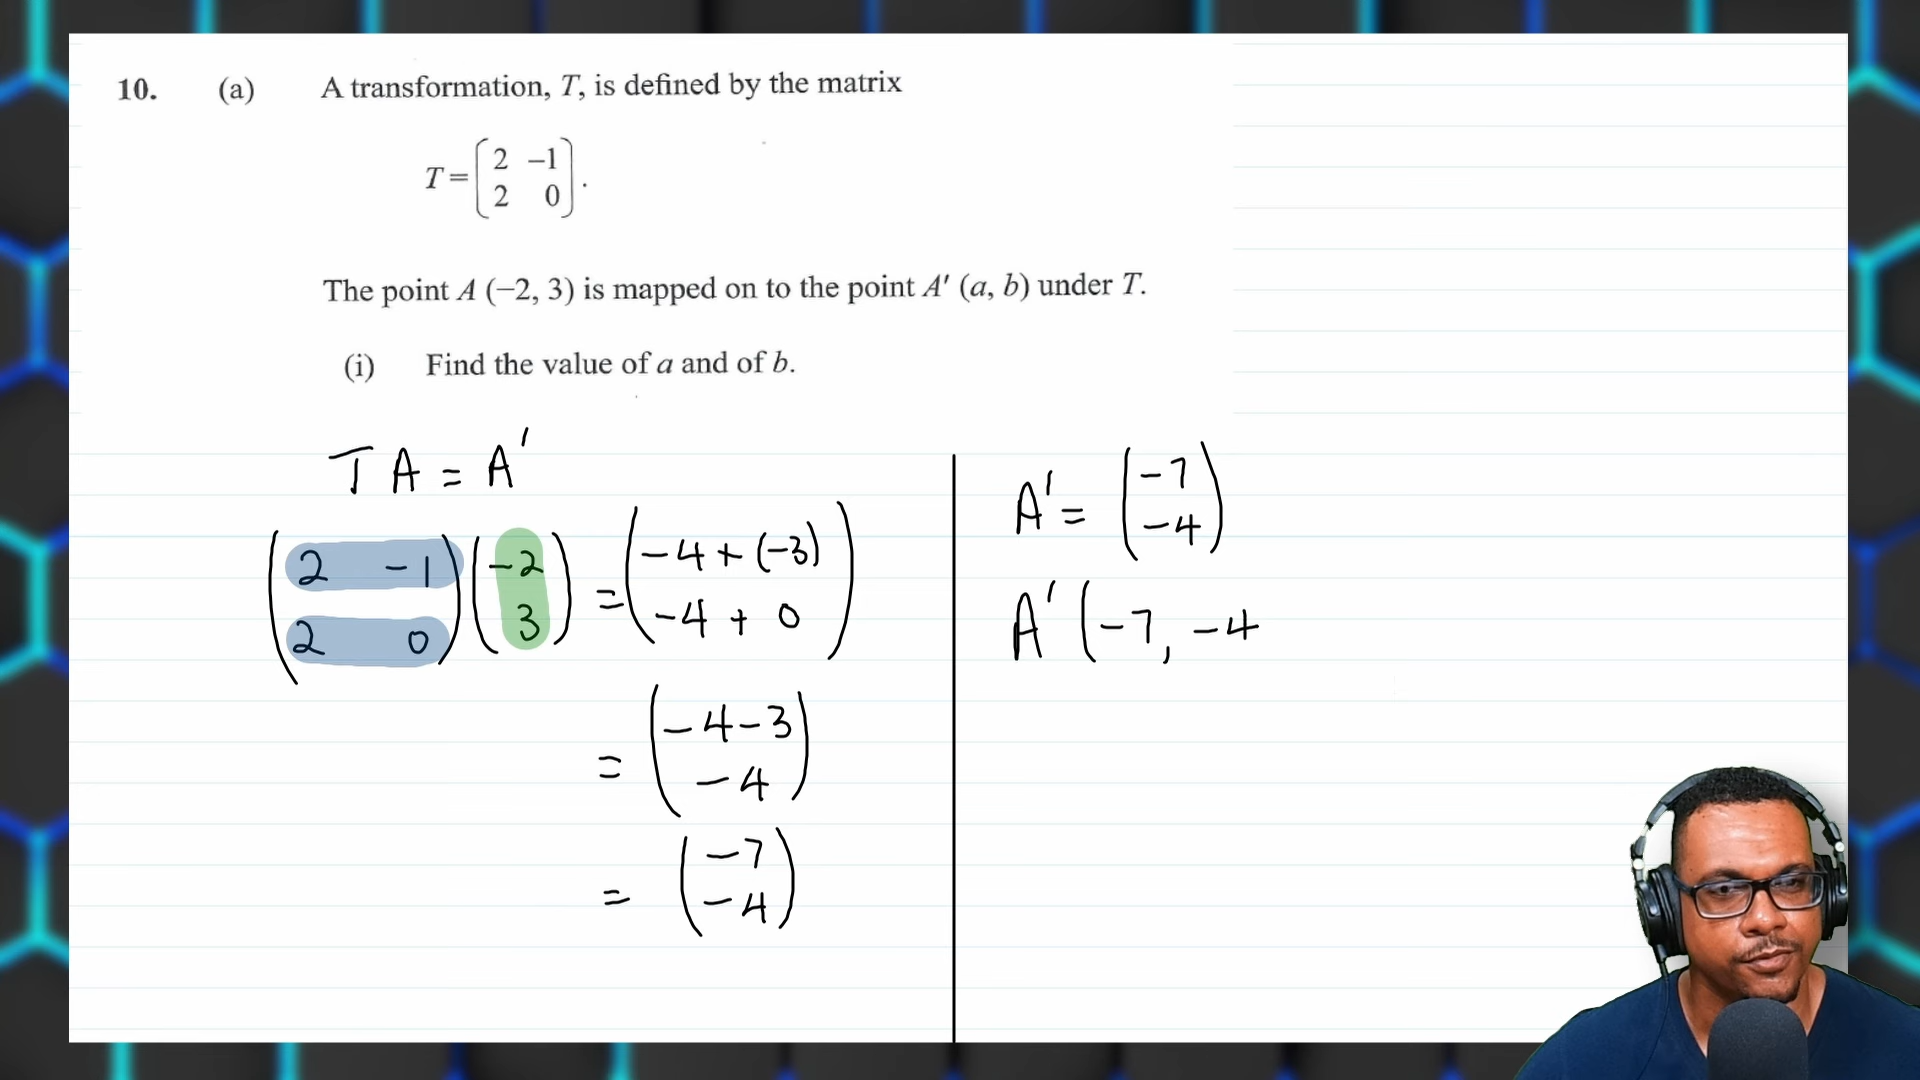 10. (a) A transformation, T, is defined by the matrix
T = [2 −1
2 0].
The point A (−2, 3) is mapped on to the point A′ (a, b) under T.
(i) Find the value of a and of b.
T A = A'
(2 -1
2 0) (-2
3) = (-4 + (-3)
-4 + 0)
= (-4-3
-4)
= (-7
-4)
A' = (-7
-4)
A' (-7, -4